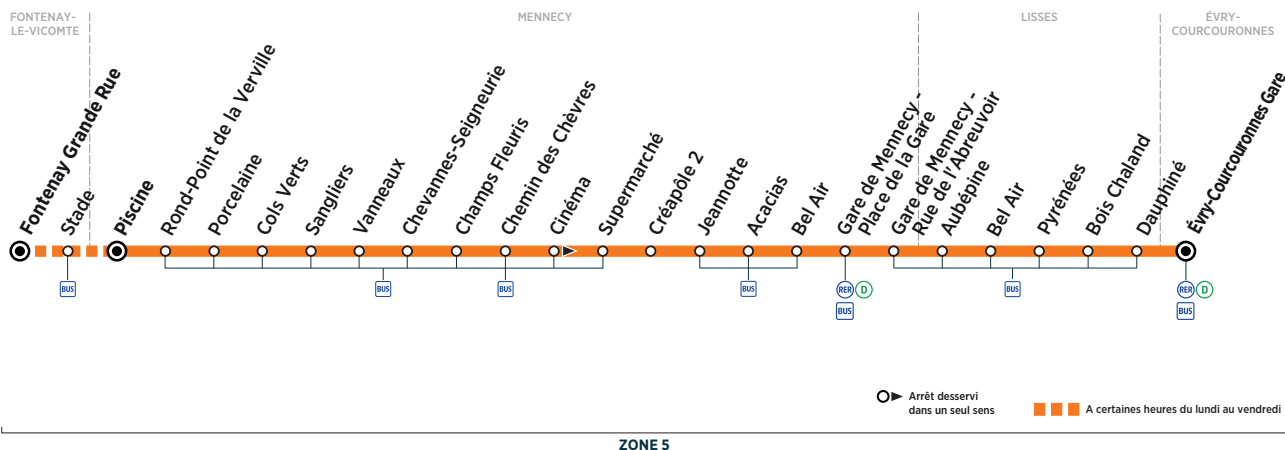 FONTENAY-
LE-VICOMTE
MENNECY
LISSES
ÉVRY-
COURCOURONNES
Fontenay Grande Rue
Stade
Piscine
Rond-Point de la Verville
Porcelaine
Cols Verts
Sangliers
Vanneaux
Chevannes-Seigneurie
Champs Fleuris
Chemin des Chèvres
Cinéma
Supermarché
Créapôle 2
Jeannotte
Acacias
Bel Air
Gare de Mennecy -
Place de la Gare
Gare de Mennecy -
Rue de l'Abreuvoir
Aubépine
Bel Air
Pyrénées
Bois Chaland
Dauphiné
Évry-Courcouronnes Gare
BUS
BUS
BUS
BUS
RER D
BUS
BUS
RER D
BUS
Arrêt desservi
dans un seul sens
A certaines heures du lundi au vendredi
ZONE 5